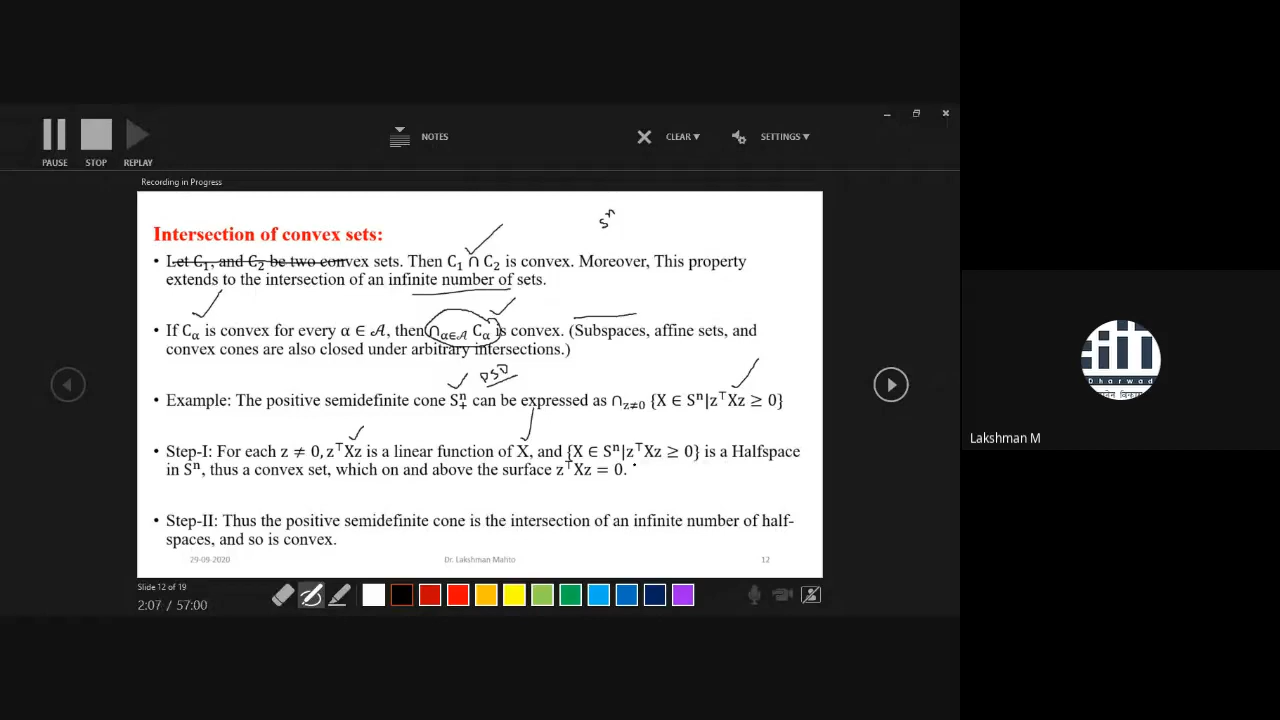 NOTES
CLEAR
SETTINGS
PAUSE STOP REPLAY
Recording in Progress
Sⁿ
Intersection of convex sets:
• Let C₁, and C₂ be two convex sets. Then C₁ ∩ C₂ is convex. Moreover, This property
extends to the intersection of an infinite number of sets.
• If Cα is convex for every α ∈ 𝒜, then ∩α∈𝒜 Cα is convex. (Subspaces, affine sets, and
convex cones are also closed under arbitrary intersections.)
PSD
• Example: The positive semidefinite cone Sⁿ₊ can be expressed as ∩z≠0 {X ∈ Sⁿ|zᵀXz ≥ 0}
• Step-I: For each z ≠ 0, zᵀXz is a linear function of X, and {X ∈ Sⁿ|zᵀXz ≥ 0} is a Halfspace
in Sⁿ, thus a convex set, which on and above the surface zᵀXz = 0.
• Step-II: Thus the positive semidefinite cone is the intersection of an infinite number of half-
spaces, and so is convex.
29-09-2020 Dr. Lakshman Mahto 12
Slide 12 of 19
2:07 / 57:00
Dharwad
Lakshman M